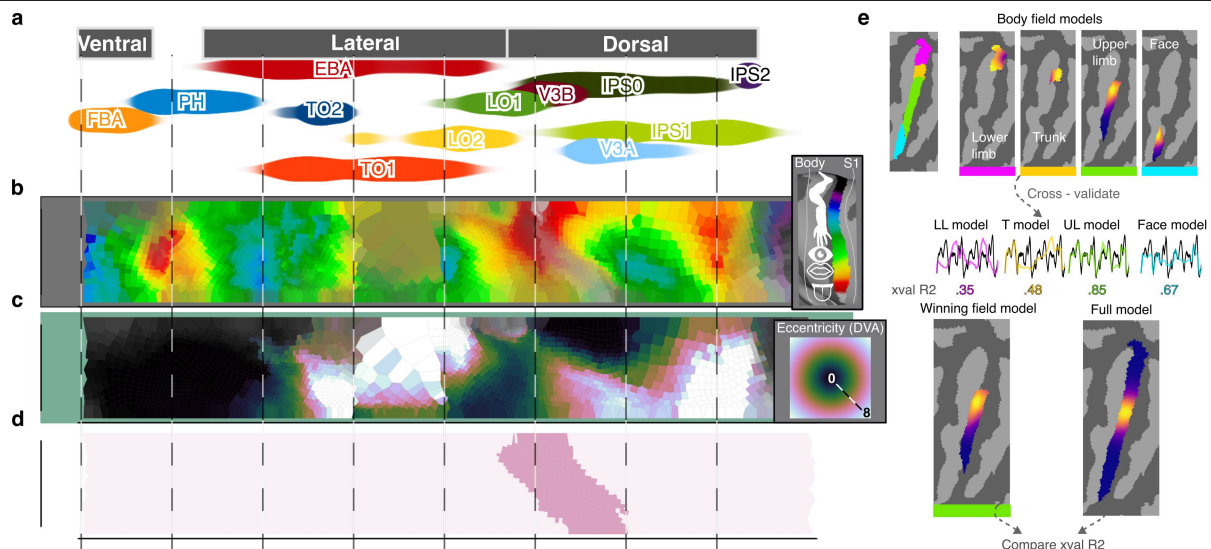 a
Ventral
Lateral
Dorsal
EBA
IPS2
IPS0
V3B
PH
LO1
TO2
FBA
IPS1
LO2
V3A
TO1
b
Body
S1
c
Eccentricity (DVA)
0
8
d
e
Body field models
Upper
limb
Face
Lower
limb
Trunk
Cross - validate
LL model
T model
UL model
Face model
xval R2
.35
.48
.85
.67
Winning field model
Full model
Compare xval R2